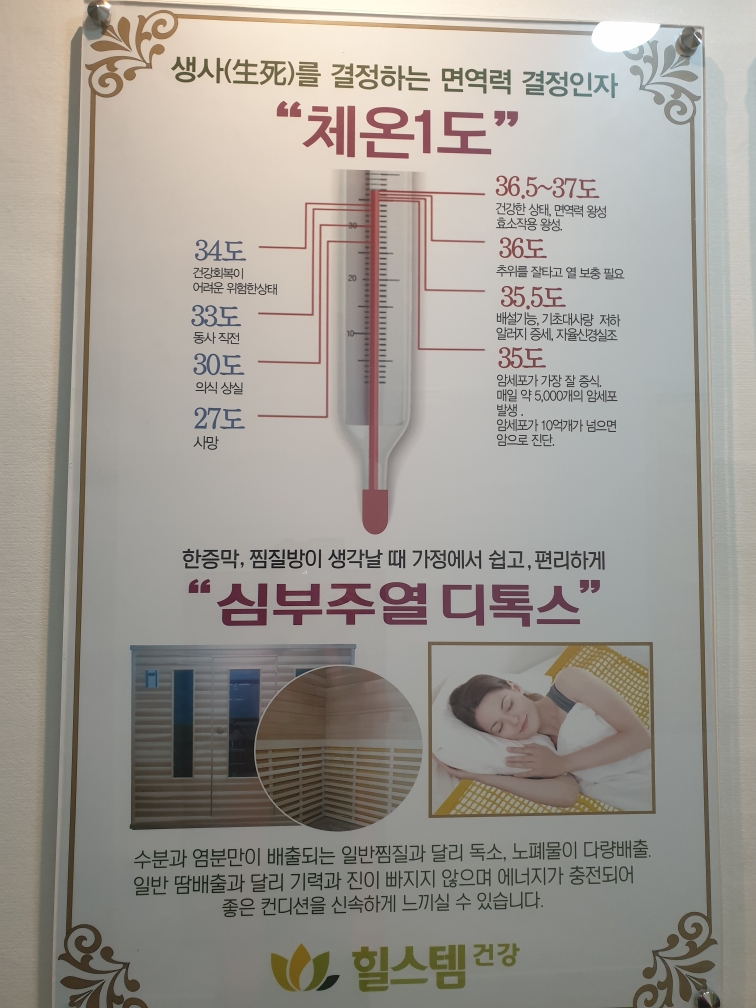 생사(生死)를 결정하는 면역력 결정인자
“체온1도”
36.5~37도
건강한 상태, 면역력 왕성
효소작용 왕성.
36도
추위를 잘타고 열 보충 필요
35.5도
배설기능, 기초대사량 저하
알러지 증세, 자율신경실조
35도
암세포가 가장 잘 증식.
매일 약 5,000개의 암세포
발생 .
암세포가 10억개가 넘으면
암으로 진단.
34도
건강회복이
어려운 위험한상태
33도
동사 직전
30도
의식 상실
27도
사망
30
20
10
한증막, 찜질방이 생각날 때 가정에서 쉽고, 편리하게
“심부주열 디톡스”
수분과 염분만이 배출되는 일반찜질과 달리 독소, 노폐물이 다량배출.
일반 땀배출과 달리 기력과 진이 빠지지 않으며 에너지가 충전되어
좋은 컨디션을 신속하게 느끼실 수 있습니다.
힐스템 건강